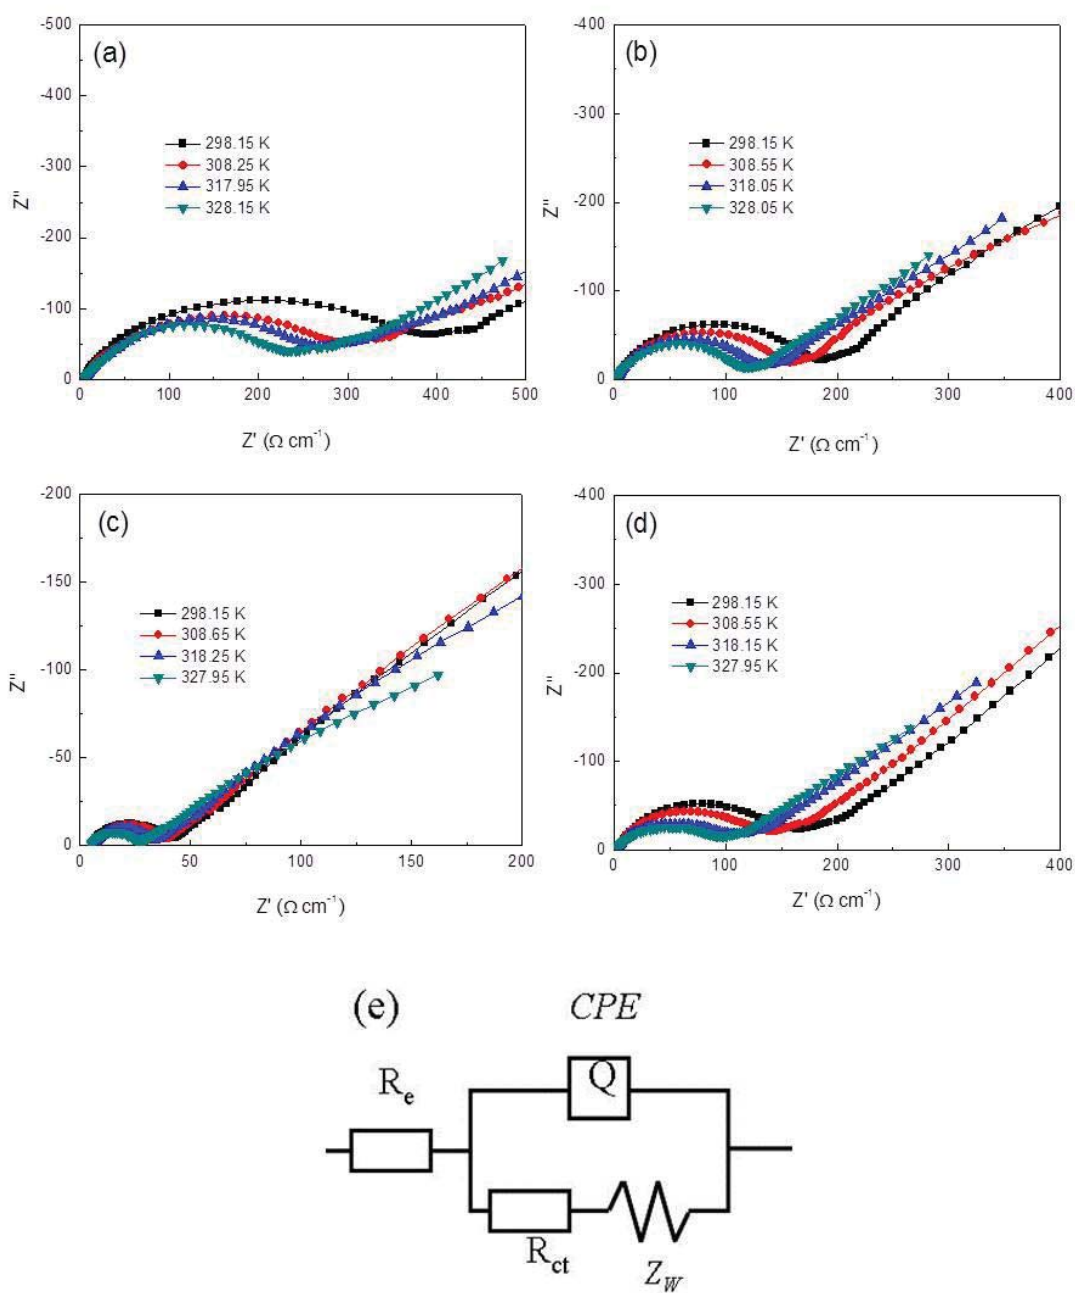 (a)
-500
-400
-300
-200
-100
0
Z"
298.15 K
308.25 K
317.95 K
328.15 K
0 100 200 300 400 500
Z' (Ω cm⁻¹)
(b)
-400
-300
-200
-100
0
Z"
298.15 K
308.55 K
318.05 K
328.05 K
0 100 200 300 400
Z' (Ω cm⁻¹)
(c)
-200
-150
-100
-50
0
Z"
298.15 K
308.65 K
318.25 K
327.95 K
0 50 100 150 200
Z' (Ω cm⁻¹)
(d)
-400
-300
-200
-100
0
Z"
298.15 K
308.55 K
318.15 K
327.95 K
0 100 200 300 400
Z' (Ω cm⁻¹)
(e)
CPE
Q
Re
Rct
ZW